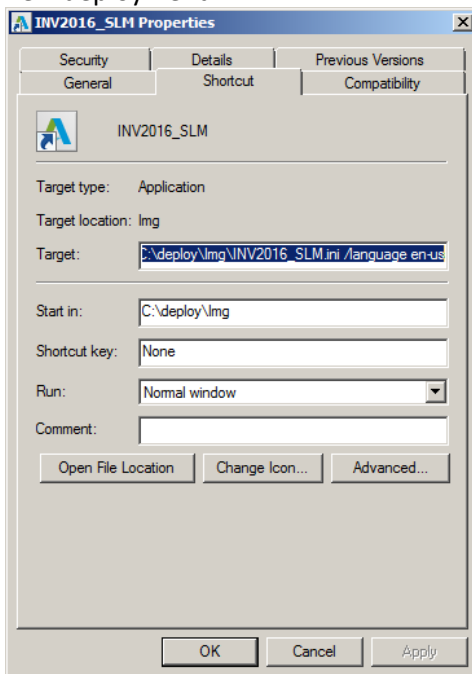 INV2016_SLM Properties
Security Details Previous Versions
General Shortcut Compatibility
INV2016_SLM
Target type: Application
Target location: Img
Target: C:\deploy\Img\INV2016_SLM.ini /language en-us
Start in: C:\deploy\Img
Shortcut key: None
Run: Normal window
Comment:
Open File Location Change Icon... Advanced...
OK Cancel Apply